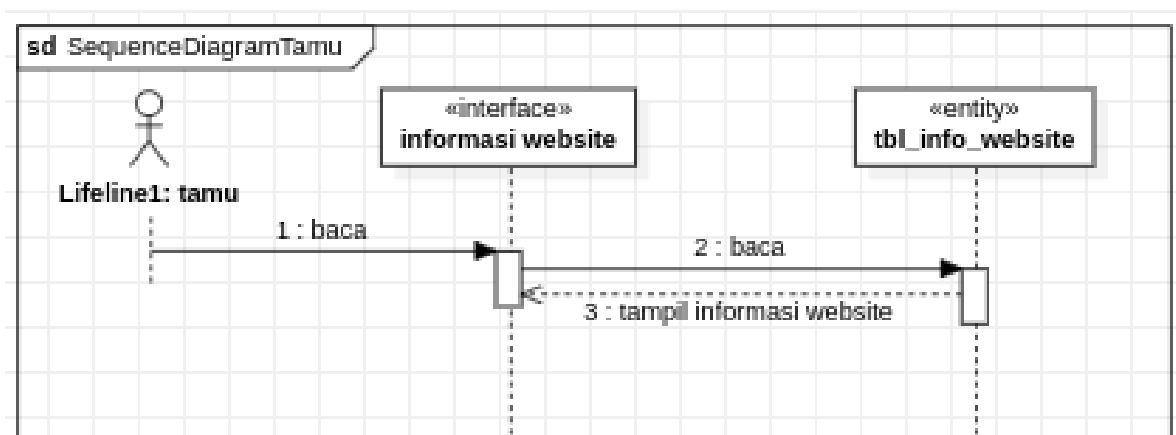 sd SequenceDiagramTamu
«interface»
informasi website
«entity»
tbl_info_website
Lifeline1: tamu
1 : baca
2 : baca
3 : tampil informasi website